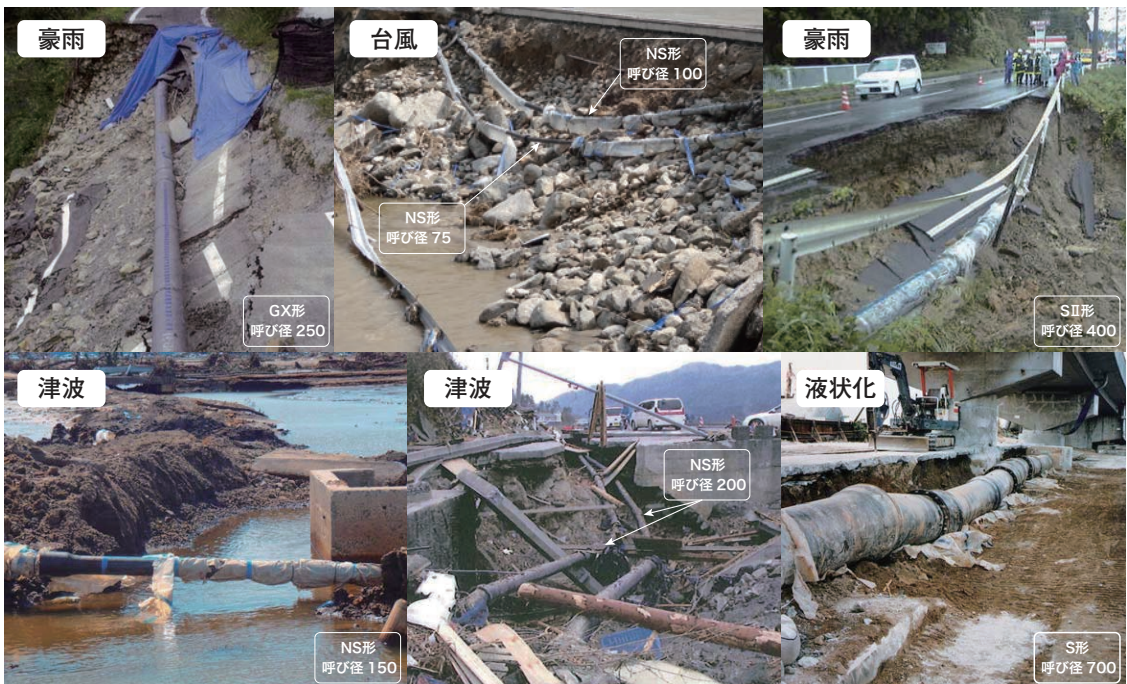 豪雨
GX形
呼び径 250
台風
NS形
呼び径 100
NS形
呼び径 75
豪雨
SⅡ形
呼び径 400
津波
NS形
呼び径 150
津波
NS形
呼び径 200
液状化
S形
呼び径 700